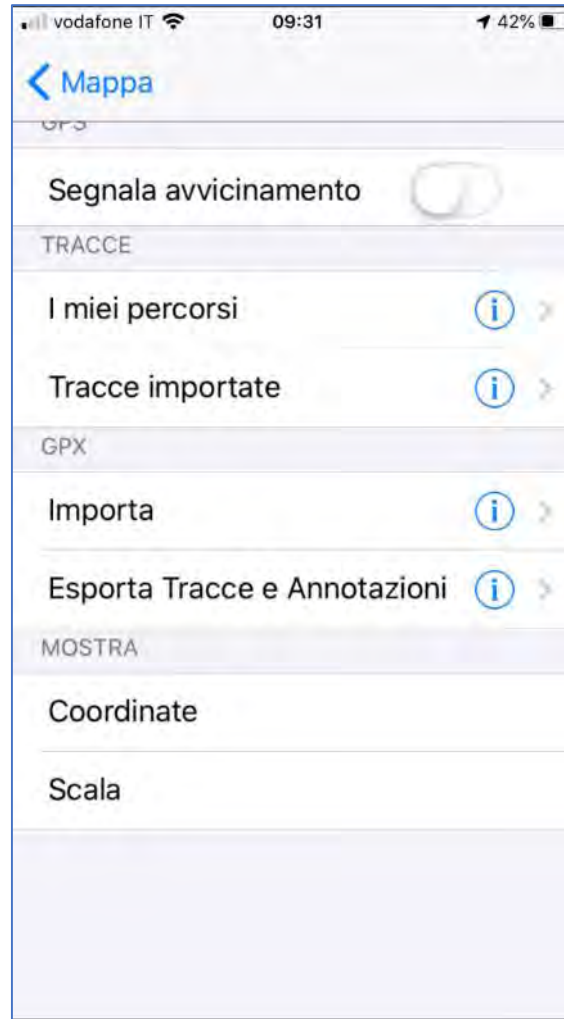 vodafone IT 09:31 42%
Mappa
GPS
Segnala avvicinamento
TRACCE
I miei percorsi
Tracce importate
GPX
Importa
Esporta Tracce e Annotazioni
MOSTRA
Coordinate
Scala